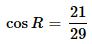 cos R = 21/29